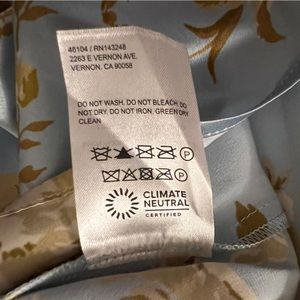 46104 / RN143248
2263 E VERNON AVE.
VERNON, CA 90058
DO NOT WASH. DO NOT BLEACH. DO
NOT DRY. DO NOT IRON. GREEN DRY
CLEAN
P
P
CLIMATE
NEUTRAL
CERTIFIED